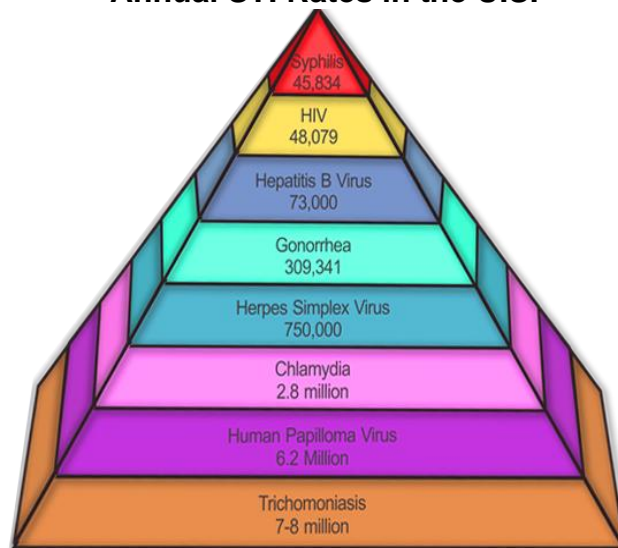 Annual STI Rates in the U.S.
Syphilis
45,834
HIV
48,079
Hepatitis B Virus
73,000
Gonorrhea
309,341
Herpes Simplex Virus
750,000
Chlamydia
2.8 million
Human Papilloma Virus
6.2 Million
Trichomoniasis
7-8 million